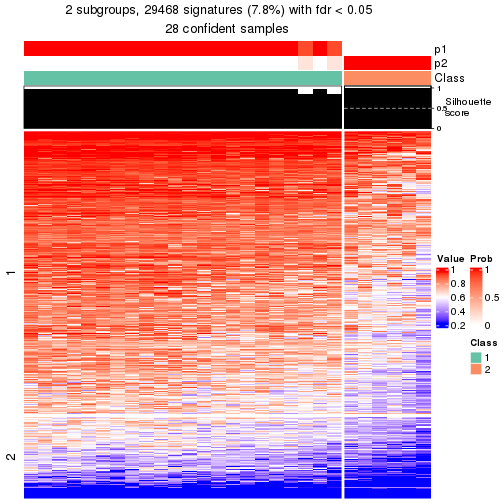 2 subgroups, 29468 signatures (7.8%) with fdr < 0.05
28 confident samples
p1
p2
Class
1
0.5
0
Silhouette
score
1
2
Value
1
0.8
0.6
0.4
0.2
Prob
1
0.5
0
Class
1
2